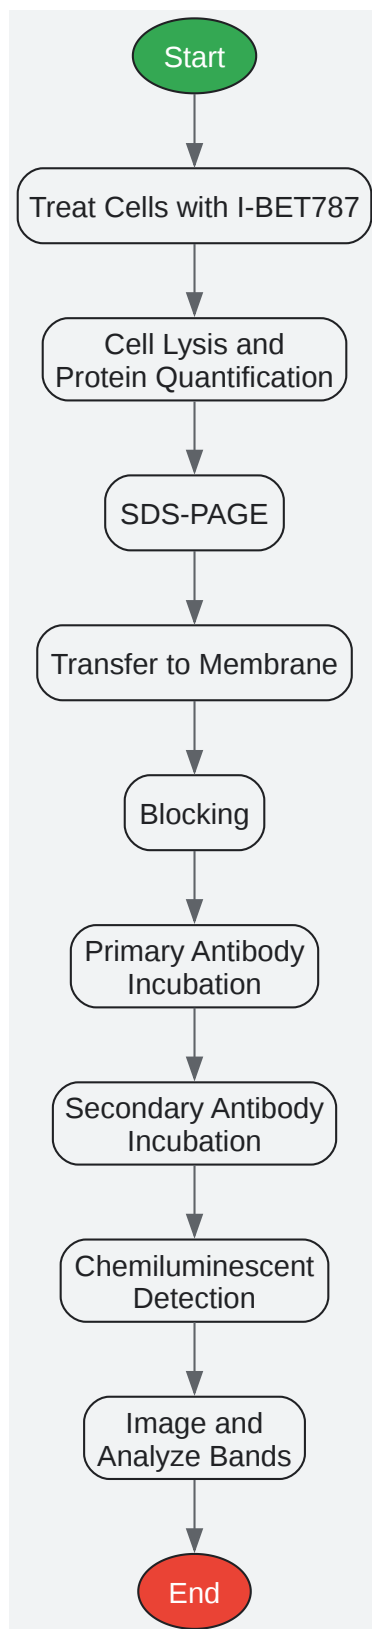 Start
Treat Cells with I-BET787
Cell Lysis and
Protein Quantification
SDS-PAGE
Transfer to Membrane
Blocking
Primary Antibody
Incubation
Secondary Antibody
Incubation
Chemiluminescent
Detection
Image and
Analyze Bands
End